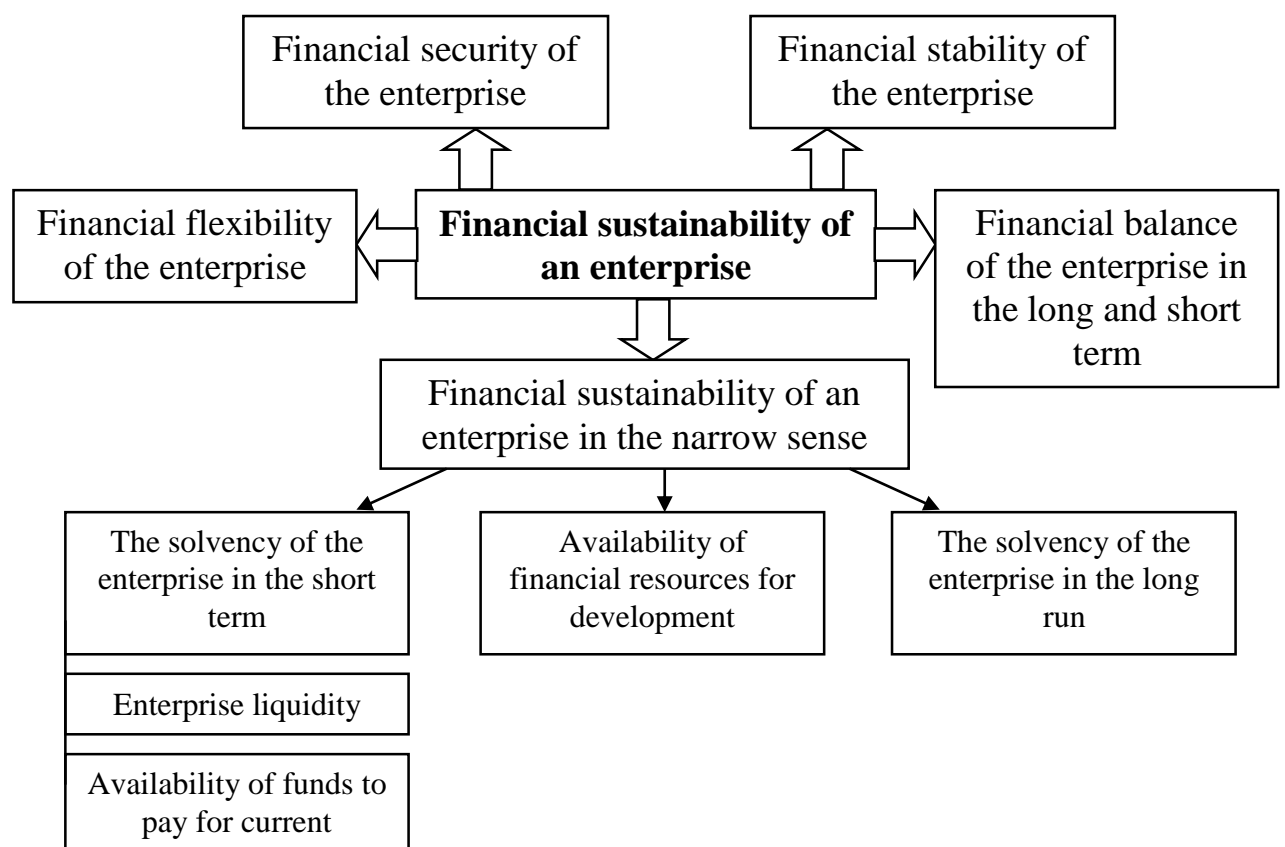 Financial security of
the enterprise
Financial stability of
the enterprise
Financial flexibility
of the enterprise
Financial sustainability of
an enterprise
Financial balance
of the enterprise in
the long and short
term
Financial sustainability of an
enterprise in the narrow sense
The solvency of the
enterprise in the short
term
Availability of
financial resources for
development
The solvency of the
enterprise in the long
run
Enterprise liquidity
Availability of funds to
pay for current